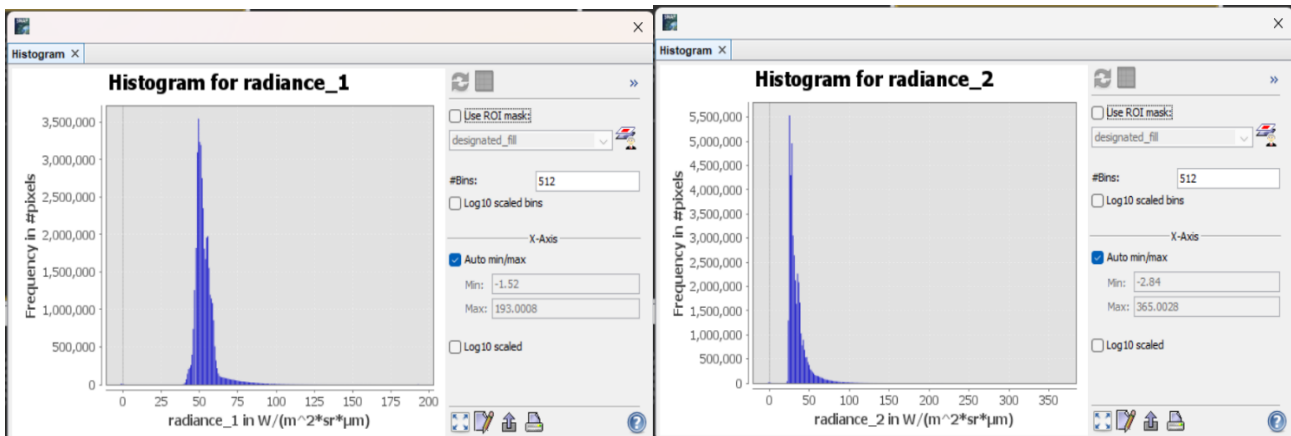 Histogram X
Histogram for radiance_1
3,500,000
3,000,000
2,500,000
2,000,000
1,500,000
1,000,000
500,000
0
Frequency in #pixels
0 25 50 75 100 125 150 175 200
radiance_1 in W/(m^2*sr*µm)
»
Use ROI mask:
designated_fill
#Bins: 512
Log10 scaled bins
X-Axis
Auto min/max
Min: -1.52
Max: 193.0008
Log10 scaled
Histogram X
Histogram for radiance_2
5,500,000
5,000,000
4,500,000
4,000,000
3,500,000
3,000,000
2,500,000
2,000,000
1,500,000
1,000,000
500,000
0
Frequency in #pixels
0 50 100 150 200 250 300 350
radiance_2 in W/(m^2*sr*µm)
»
Use ROI mask:
designated_fill
#Bins: 512
Log10 scaled bins
X-Axis
Auto min/max
Min: -2.84
Max: 365.0028
Log10 scaled